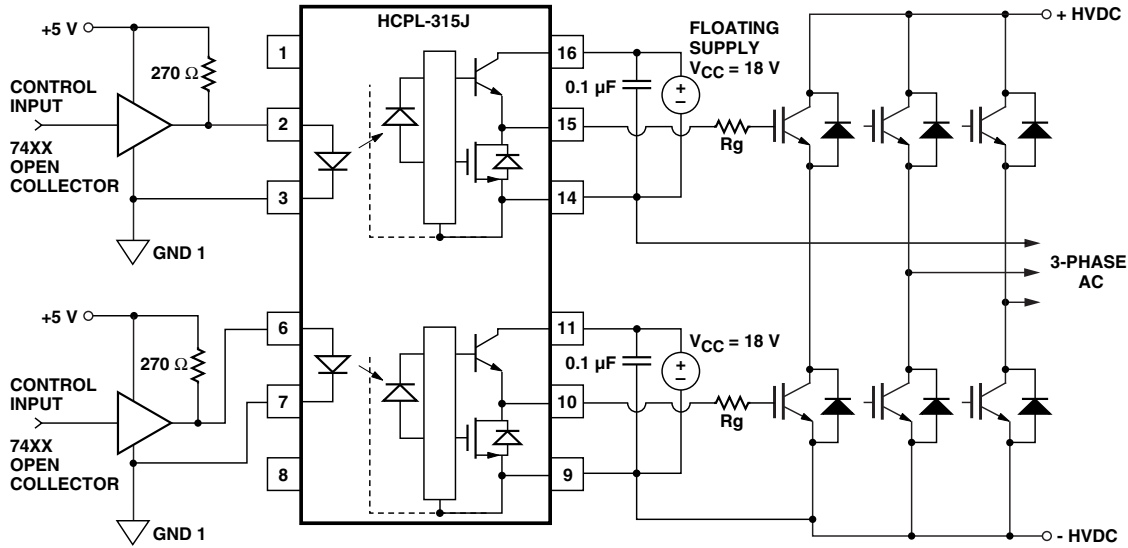 HCPL-315J
+5 V
270 Ω
CONTROL
INPUT
74XX
OPEN
COLLECTOR
GND 1
1
2
3
16
15
14
FLOATING
SUPPLY
VCC = 18 V
0.1 µF
+
–
Rg
+ HVDC
3-PHASE
AC
+5 V
270 Ω
CONTROL
INPUT
74XX
OPEN
COLLECTOR
GND 1
6
7
8
11
10
9
VCC = 18 V
0.1 µF
+
–
Rg
- HVDC